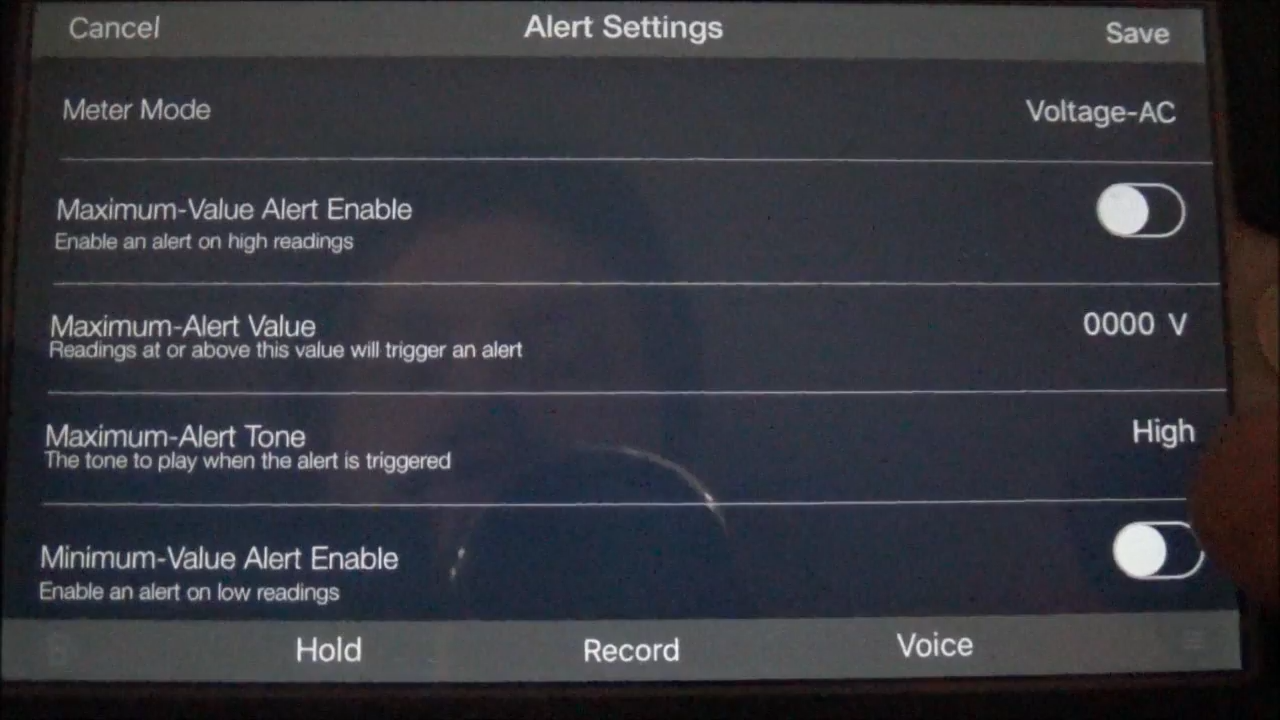 Cancel Alert Settings Save
Meter Mode Voltage-AC
Maximum-Value Alert Enable
Enable an alert on high readings
Maximum-Alert Value 0000 V
Readings at or above this value will trigger an alert
Maximum-Alert Tone High
The tone to play when the alert is triggered
Minimum-Value Alert Enable
Enable an alert on low readings
Hold Record Voice